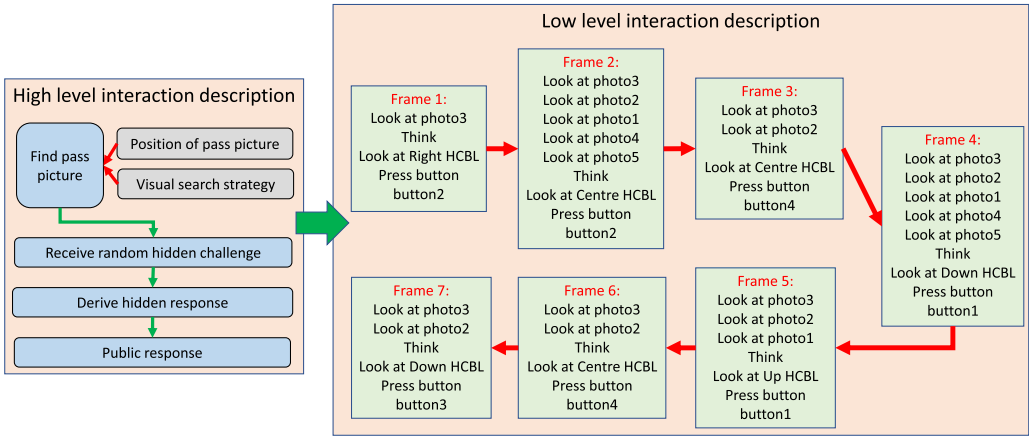 High level interaction description
Find pass
picture
Position of pass picture
Visual search strategy
Receive random hidden challenge
Derive hidden response
Public response
Low level interaction description
Frame 1:
Look at photo3
Think
Look at Right HCBL
Press button
button2
Frame 2:
Look at photo3
Look at photo2
Look at photo1
Look at photo4
Look at photo5
Think
Look at Centre HCBL
Press button
button2
Frame 3:
Look at photo3
Look at photo2
Think
Look at Centre HCBL
Press button
button4
Frame 4:
Look at photo3
Look at photo2
Look at photo1
Look at photo4
Look at photo5
Think
Look at Down HCBL
Press button
button1
Frame 5:
Look at photo3
Look at photo2
Look at photo1
Think
Look at Up HCBL
Press button
button1
Frame 6:
Look at photo3
Look at photo2
Think
Look at Centre HCBL
Press button
button4
Frame 7:
Look at photo3
Look at photo2
Think
Look at Down HCBL
Press button
button3